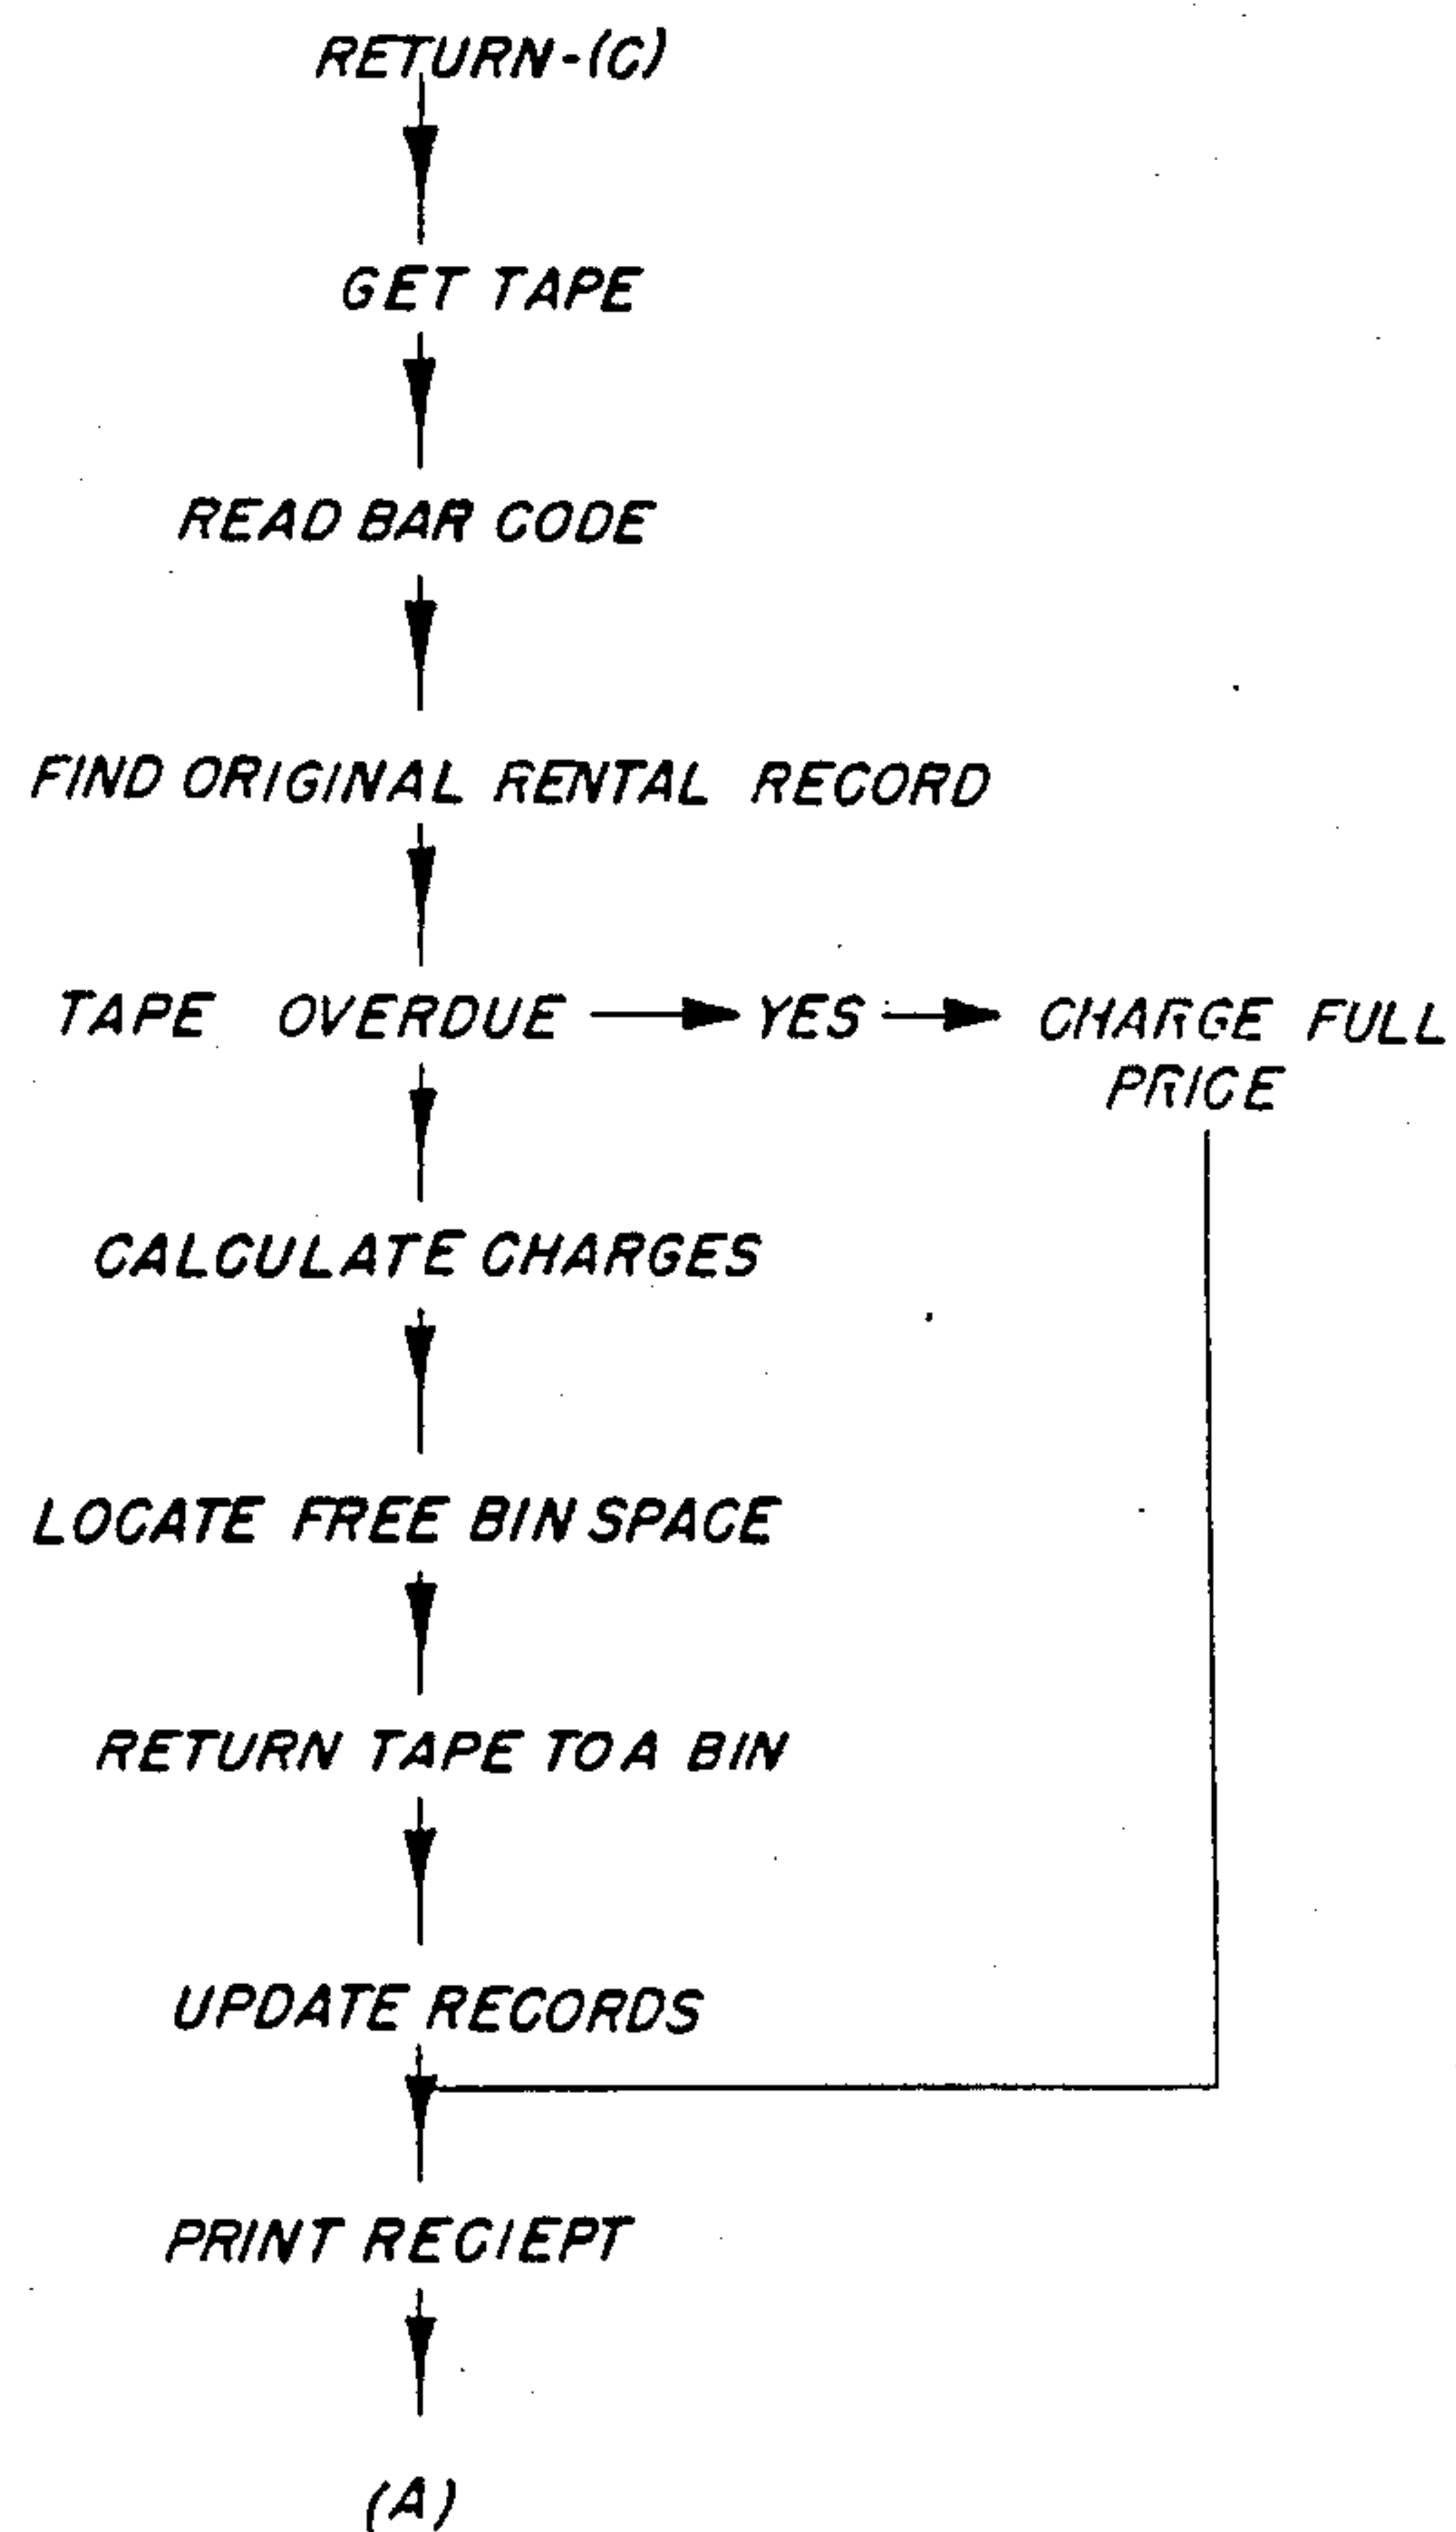 RETURN-(C)
GET TAPE
READ BAR CODE
FIND ORIGINAL RENTAL RECORD
TAPE OVERDUE YES CHARGE FULL
PRICE
CALCULATE CHARGES
LOCATE FREE BIN SPACE
RETURN TAPE TO A BIN
UPDATE RECORDS
PRINT RECIEPT
(A)